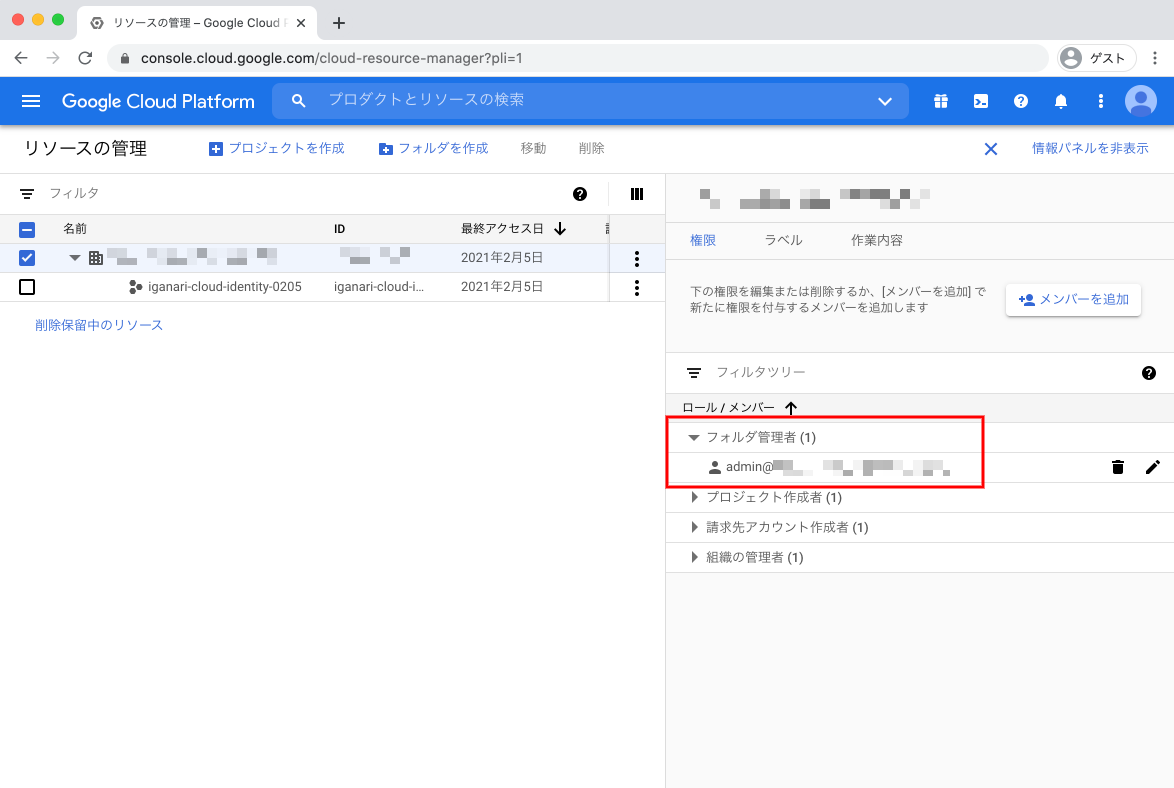 リソースの管理 – Google Cloud P
console.cloud.google.com/cloud-resource-manager?pli=1
ゲスト
Google Cloud Platform
プロダクトとリソースの検索
リソースの管理
プロジェクトを作成
フォルダを作成
移動
削除
情報パネルを非表示
フィルタ
名前
ID
最終アクセス日
2021年2月5日
iganari-cloud-identity-0205
iganari-cloud-i...
2021年2月5日
削除保留中のリソース
権限
ラベル
作業内容
下の権限を編集または削除するか、[メンバーを追加] で
新たに権限を付与するメンバーを追加します
メンバーを追加
フィルタツリー
ロール / メンバー
フォルダ管理者 (1)
admin@
プロジェクト作成者 (1)
請求先アカウント作成者 (1)
組織の管理者 (1)